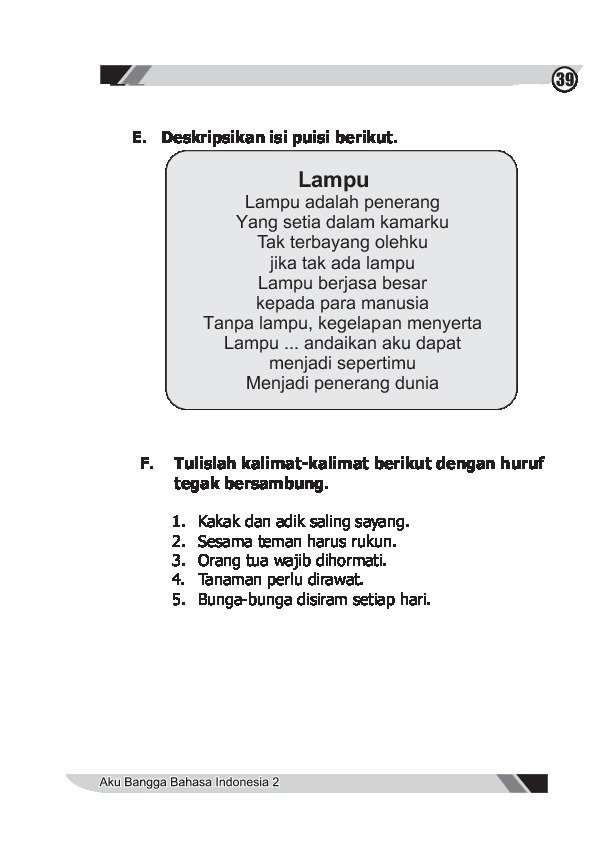 39
E. Deskripsikan isi puisi berikut.
Lampu
Lampu adalah penerang
Yang setia dalam kamarku
Tak terbayang olehku
jika tak ada lampu
Lampu berjasa besar
kepada para manusia
Tanpa lampu, kegelapan menyerta
Lampu ... andaikan aku dapat
menjadi sepertimu
Menjadi penerang dunia
F. Tulislah kalimat-kalimat berikut dengan huruf
tegak bersambung.
1. Kakak dan adik saling sayang.
2. Sesama teman harus rukun.
3. Orang tua wajib dihormati.
4. Tanaman perlu dirawat.
5. Bunga-bunga disiram setiap hari.
Aku Bangga Bahasa Indonesia 2